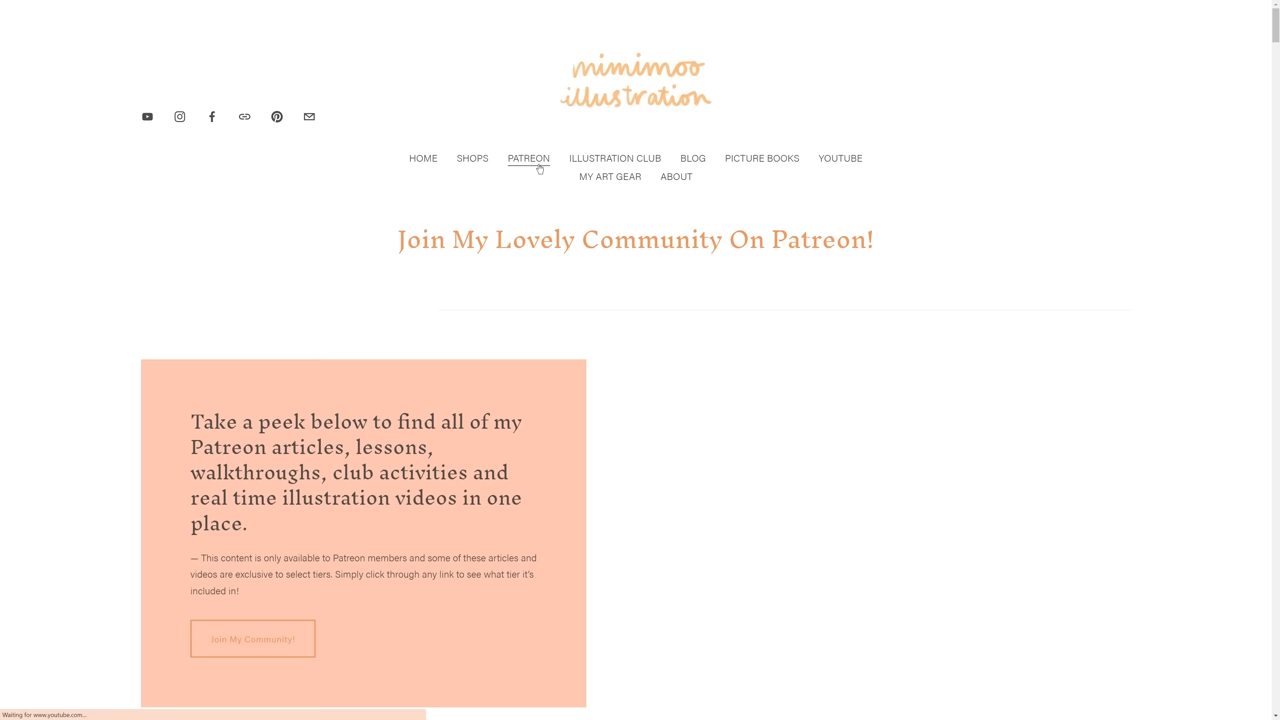 mimimoo
illustration
HOME SHOPS PATREON ILLUSTRATION CLUB BLOG PICTURE BOOKS YOUTUBE
MY ART GEAR ABOUT
Join My Lovely Community On Patreon!
Take a peek below to find all of my
Patreon articles, lessons,
walkthroughs, club activities and
real time illustration videos in one
place.
— This content is only available to Patreon members and some of these articles and
videos are exclusive to select tiers. Simply click through any link to see what tier it's
included in!
Join My Community!
Waiting for www.youtube.com...